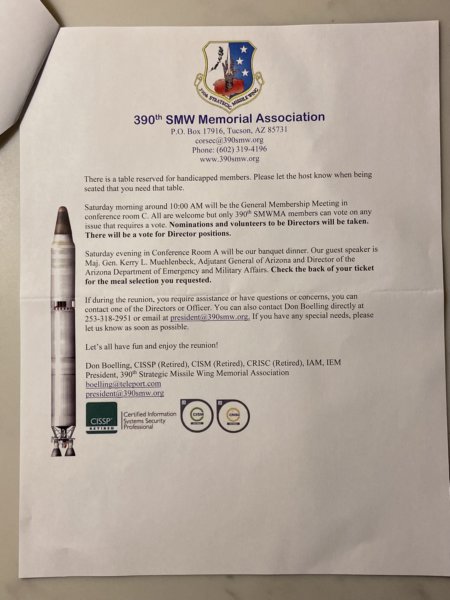 390TH STRATEGIC MISSILE WING
390th SMW Memorial Association
P.O. Box 17916, Tucson, AZ 85731
corsec@390smw.org
Phone: (602) 319-4196
www.390smw.org
There is a table reserved for handicapped members. Please let the host know when being
seated that you need that table.
Saturday morning around 10:00 AM will be the General Membership Meeting in
conference room C. All are welcome but only 390th SMWMA members can vote on any
issue that requires a vote. Nominations and volunteers to be Directors will be taken.
There will be a vote for Director positions.
Saturday evening in Conference Room A will be our banquet dinner. Our guest speaker is
Maj. Gen. Kerry L. Muehlenbeck, Adjutant General of Arizona and Director of the
Arizona Department of Emergency and Military Affairs. Check the back of your ticket
for the meal selection you requested.
If during the reunion, you require assistance or have questions or concerns, you can
contact one of the Directors or Officer. You can also contact Don Boelling directly at
253-318-2951 or email at president@390smw.org. If you have any special needs, please
let us know as soon as possible.
Let's all have fun and enjoy the reunion!
Don Boelling, CISSP (Retired), CISM (Retired), CRISC (Retired), IAM, IEM
President, 390th Strategic Missile Wing Memorial Association
boelling@teleport.com
president@390smw.org
CISSP
RETIRED
Certified Information
Systems Security
Professional
CISM
CRISC